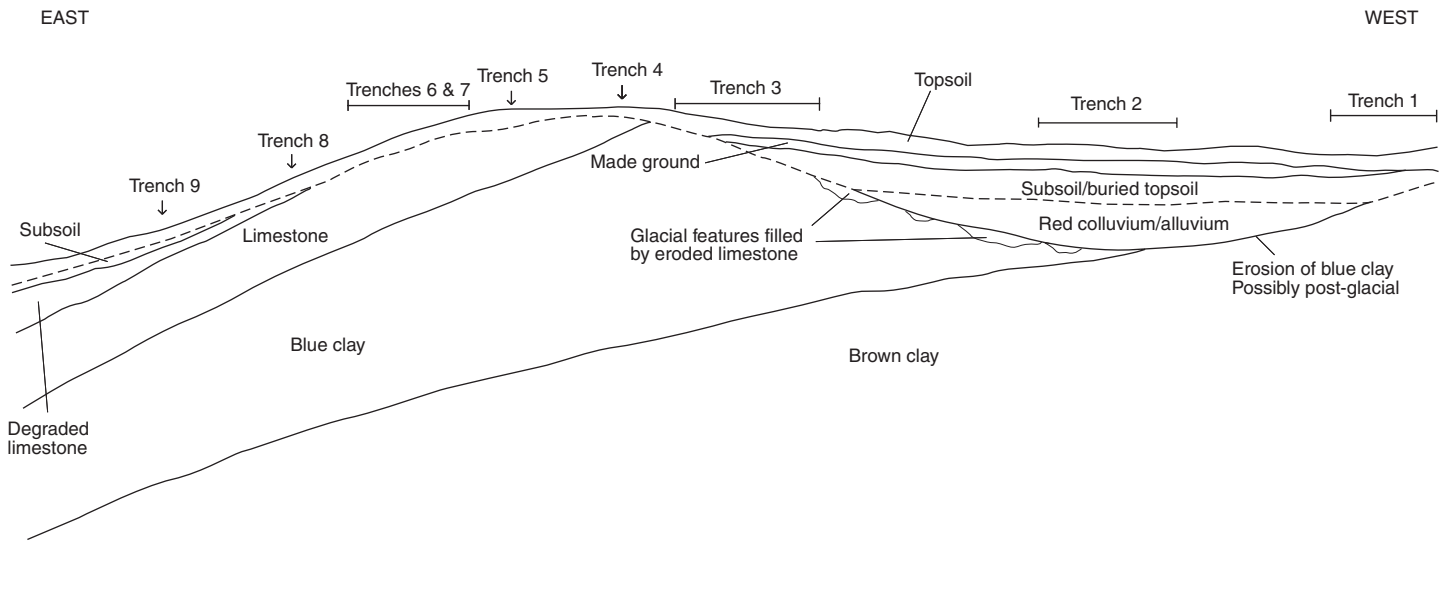 EAST
WEST
Trenches 6 & 7
Trench 5
Trench 4
Trench 3
Topsoil
Trench 2
Trench 1
Trench 8
Made ground
Trench 9
Subsoil/buried topsoil
Subsoil
Limestone
Red colluvium/alluvium
Glacial features filled
by eroded limestone
Erosion of blue clay
Possibly post-glacial
Blue clay
Brown clay
Degraded
limestone